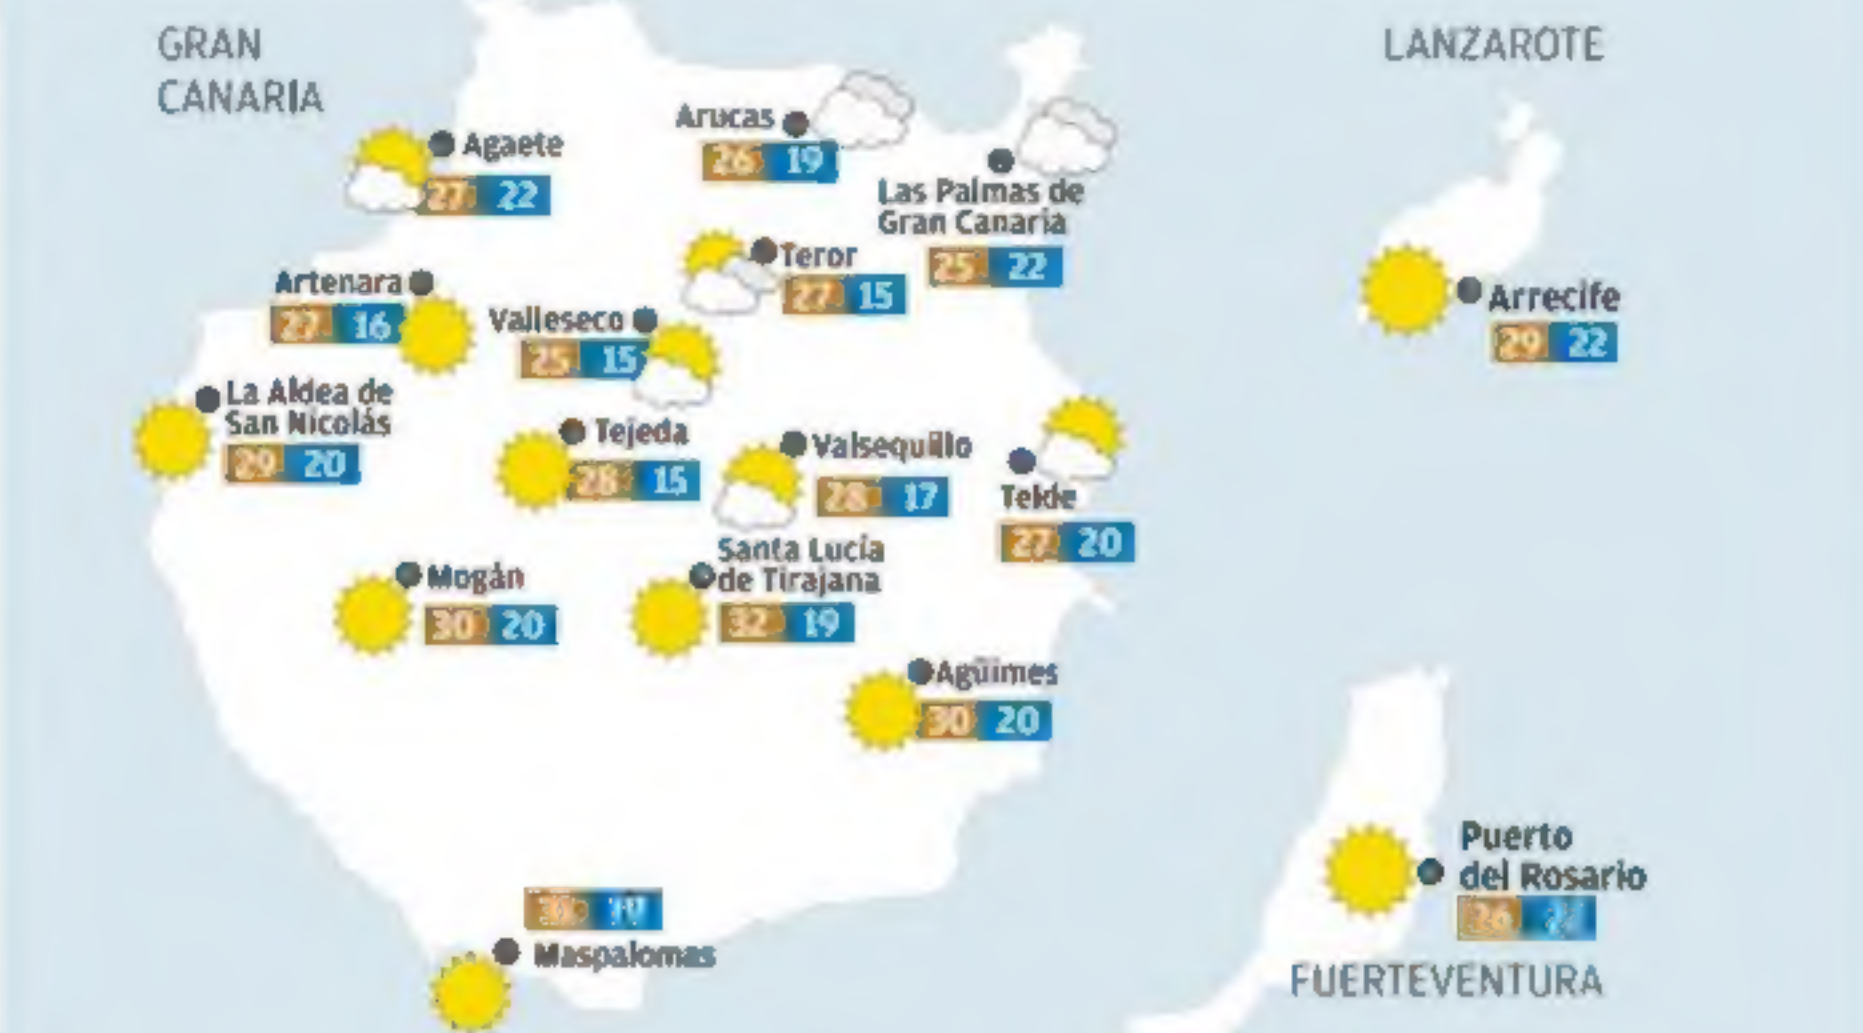 GRAN
CANARIA
LANZAROTE
Agaete
27 22
Arucas
26 19
Las Palmas de
Gran Canaria
25 22
Teror
27 15
Artenara
27 16
Valleseco
25 15
Arrecife
29 22
La Aldea de
San Nicolás
29 20
Tejeda
28 15
Valsequillo
28 17
Telde
27 20
Mogán
30 20
Santa Lucía
de Tirajana
32 19
Agüimes
30 20
Maspalomas
Puerto
del Rosario
26
FUERTEVENTURA